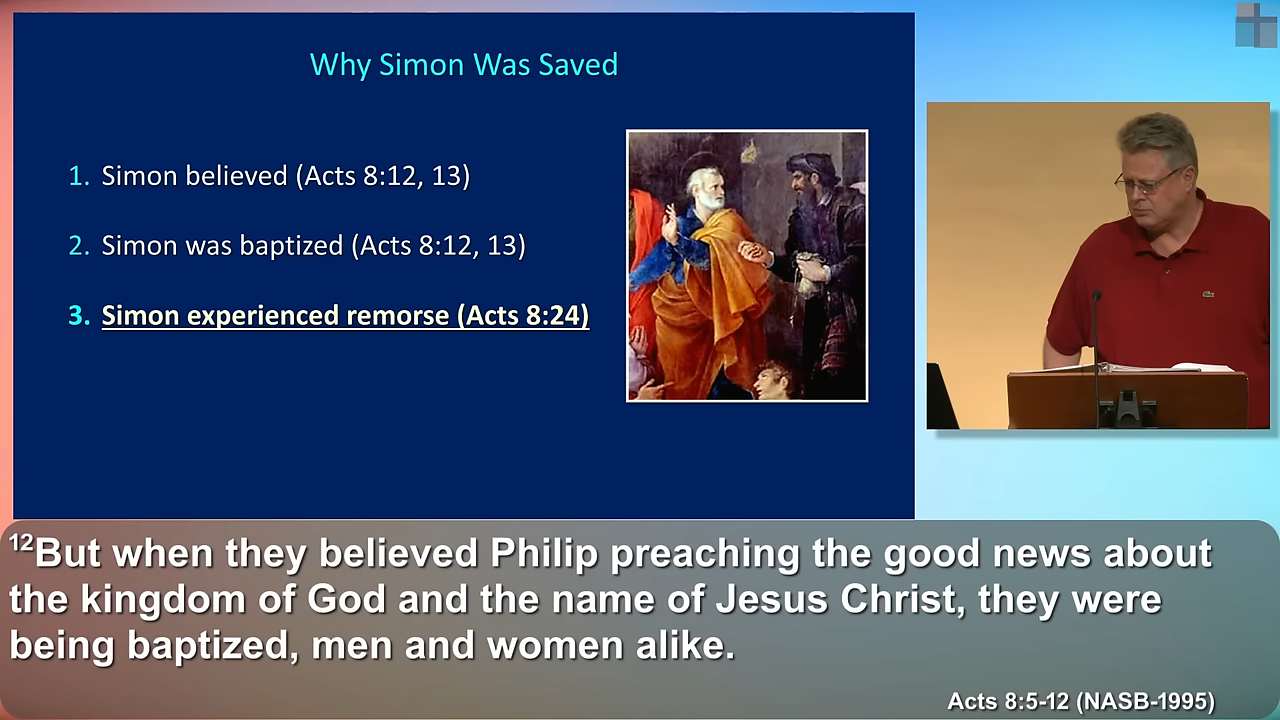 Why Simon Was Saved
1. Simon believed (Acts 8:12, 13)
2. Simon was baptized (Acts 8:12, 13)
3. Simon experienced remorse (Acts 8:24)
12But when they believed Philip preaching the good news about
the kingdom of God and the name of Jesus Christ, they were
being baptized, men and women alike.
Acts 8:5-12 (NASB-1995)